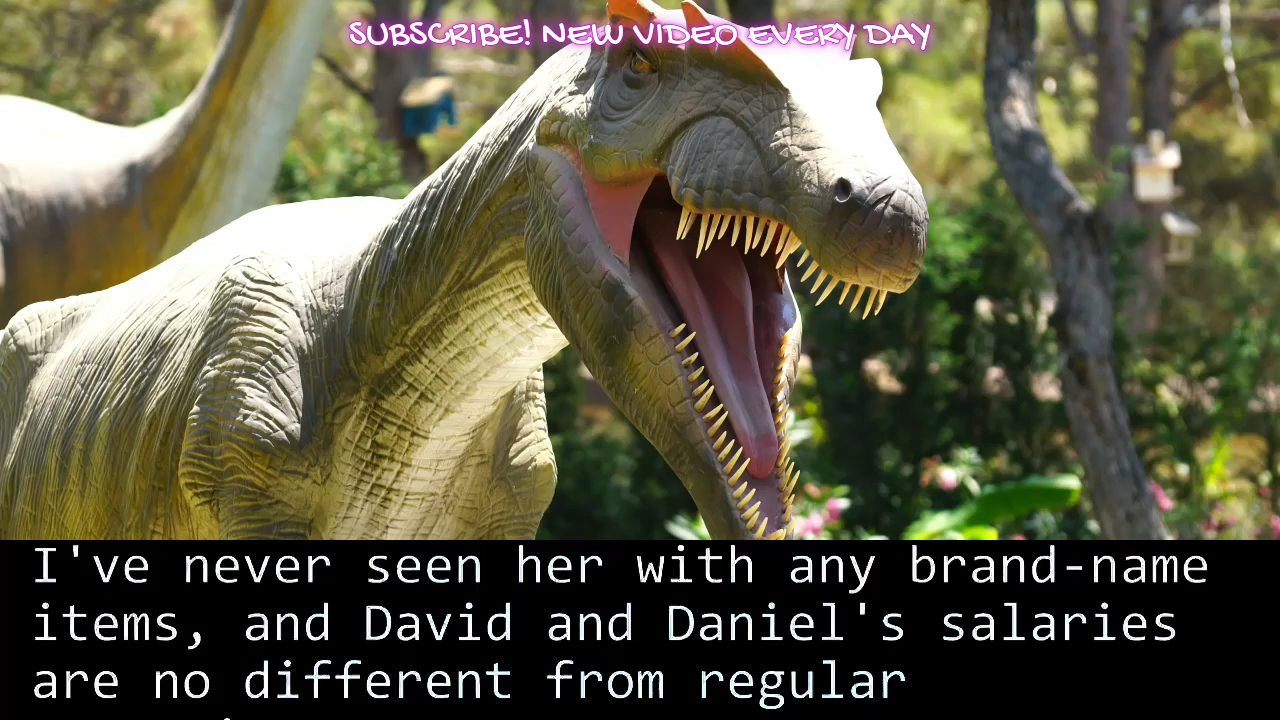 SUBSCRIBE! NEW VIDEO EVERY DAY
I've never seen her with any brand-name
items, and David and Daniel's salaries
are no different from regular